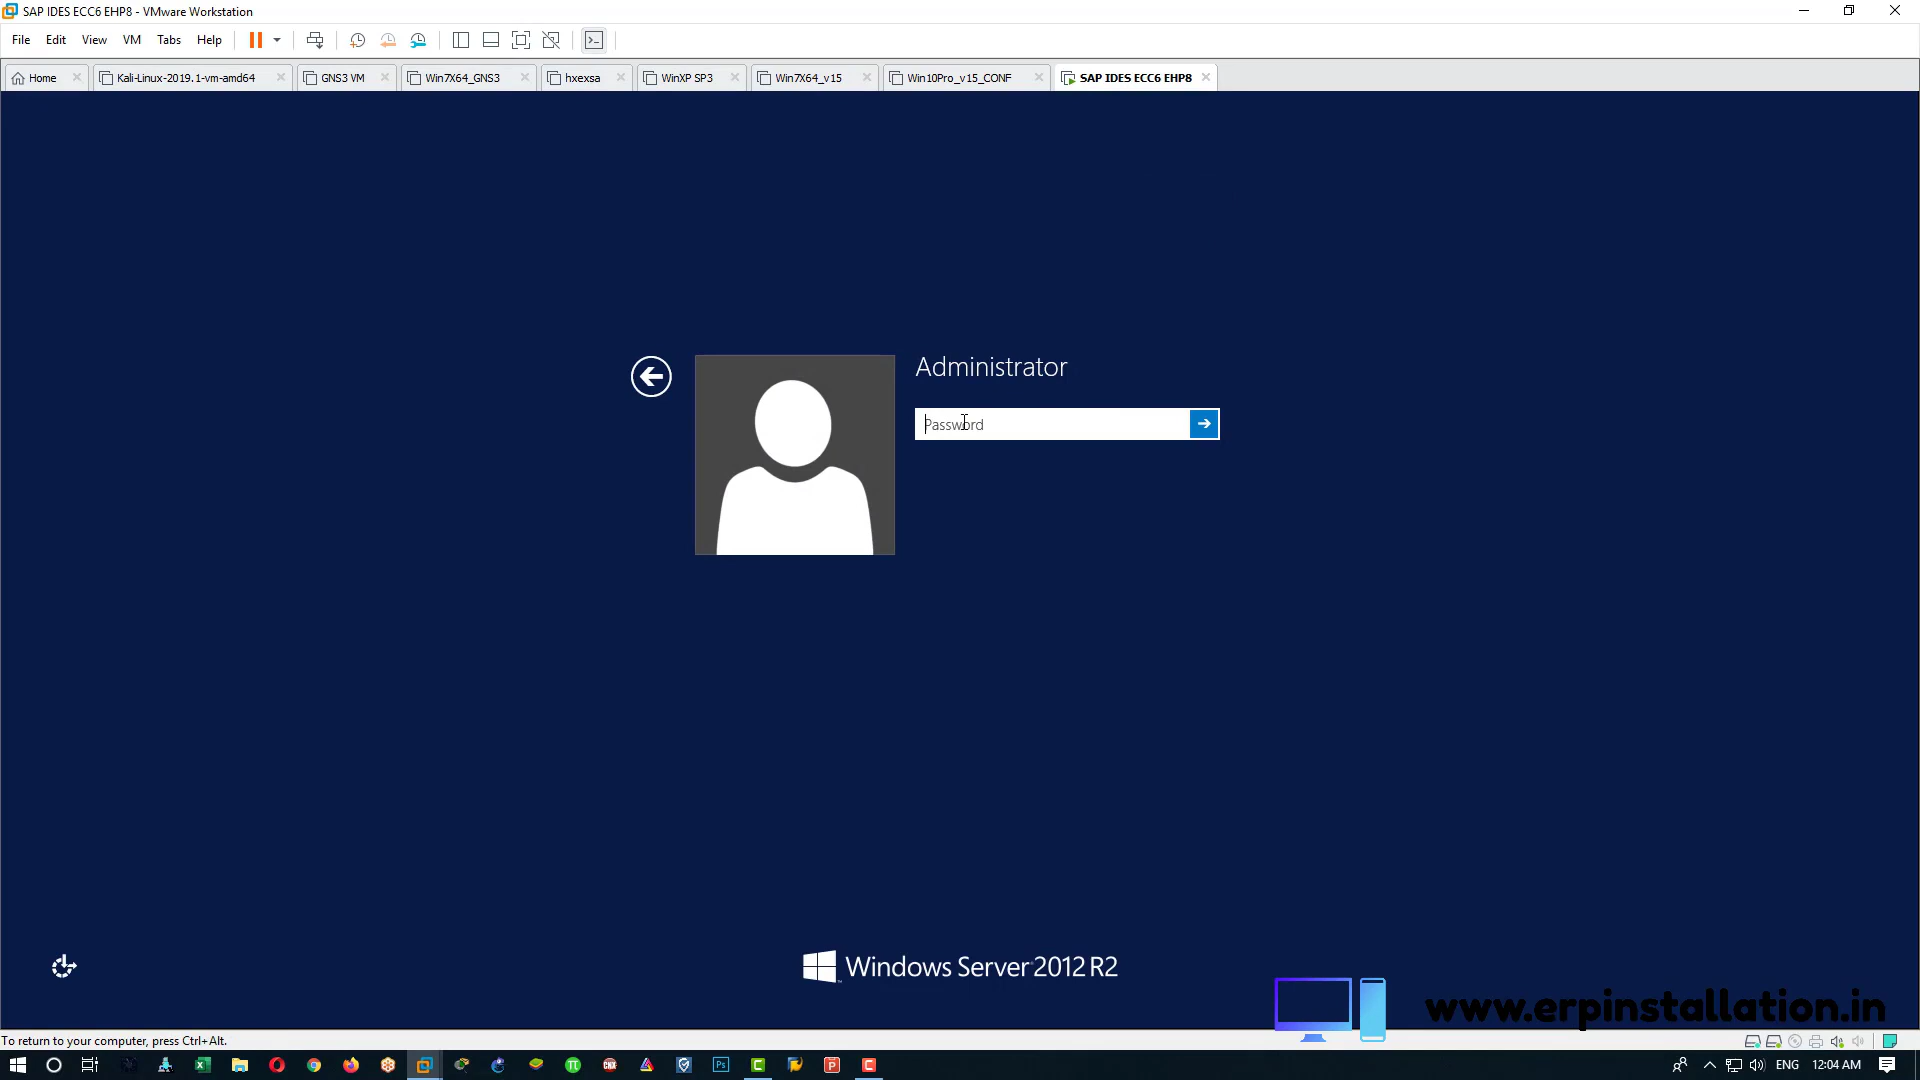 SAP IDES ECC6 EHP8 - VMware Workstation
File Edit View VM Tabs Help
Home Kali-Linux-2019.1-vm-amd64 GNS3 VM Win7X64_GNS3 hxexsa WinXP SP3 Win7X64_v15 Win10Pro_v15_CONF SAP IDES ECC6 EHP8
Administrator
Password
Windows Server 2012 R2
www.erpinstallation.in
To return to your computer, press Ctrl+Alt.
ENG 12:04 AM